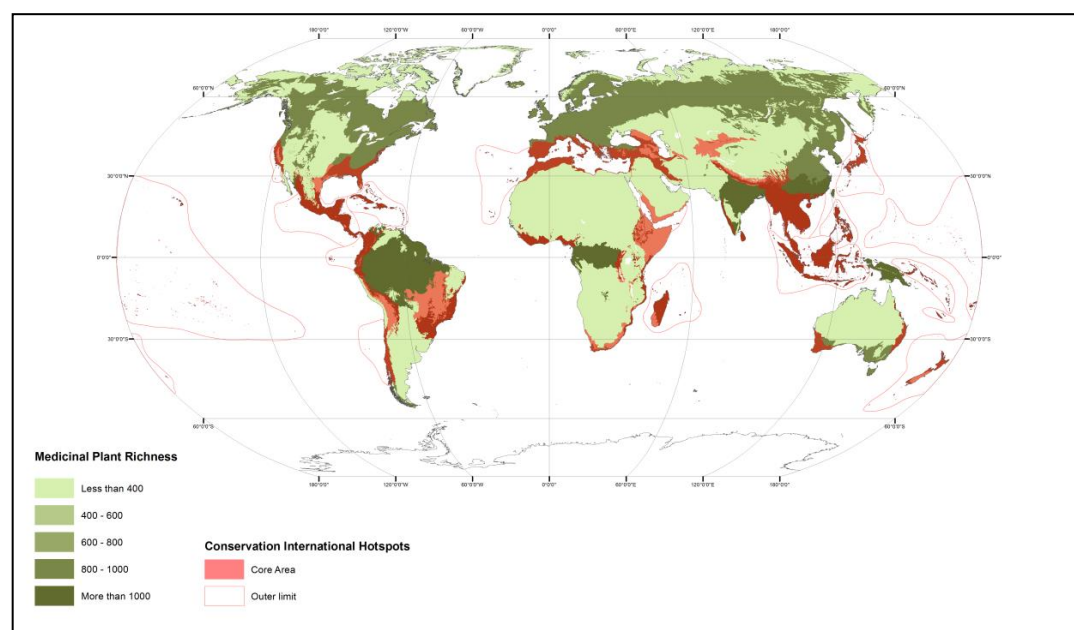 180°0'0" 120°0'0"W 60°0'0"W 0°0'0" 60°0'0"E 120°0'0"E 180°0'0"
60°0'0"N 60°0'0"N
30°0'0"N 30°0'0"N
0°0'0" 0°0'0"
30°0'0"S 30°0'0"S
60°0'0"S 60°0'0"S
180°0'0" 120°0'0"W 60°0'0"W 0°0'0" 60°0'0"E 120°0'0"E 180°0'0"
Medicinal Plant Richness
Less than 400
400 - 600
600 - 800
800 - 1000
More than 1000
Conservation International Hotspots
Core Area
Outer limit